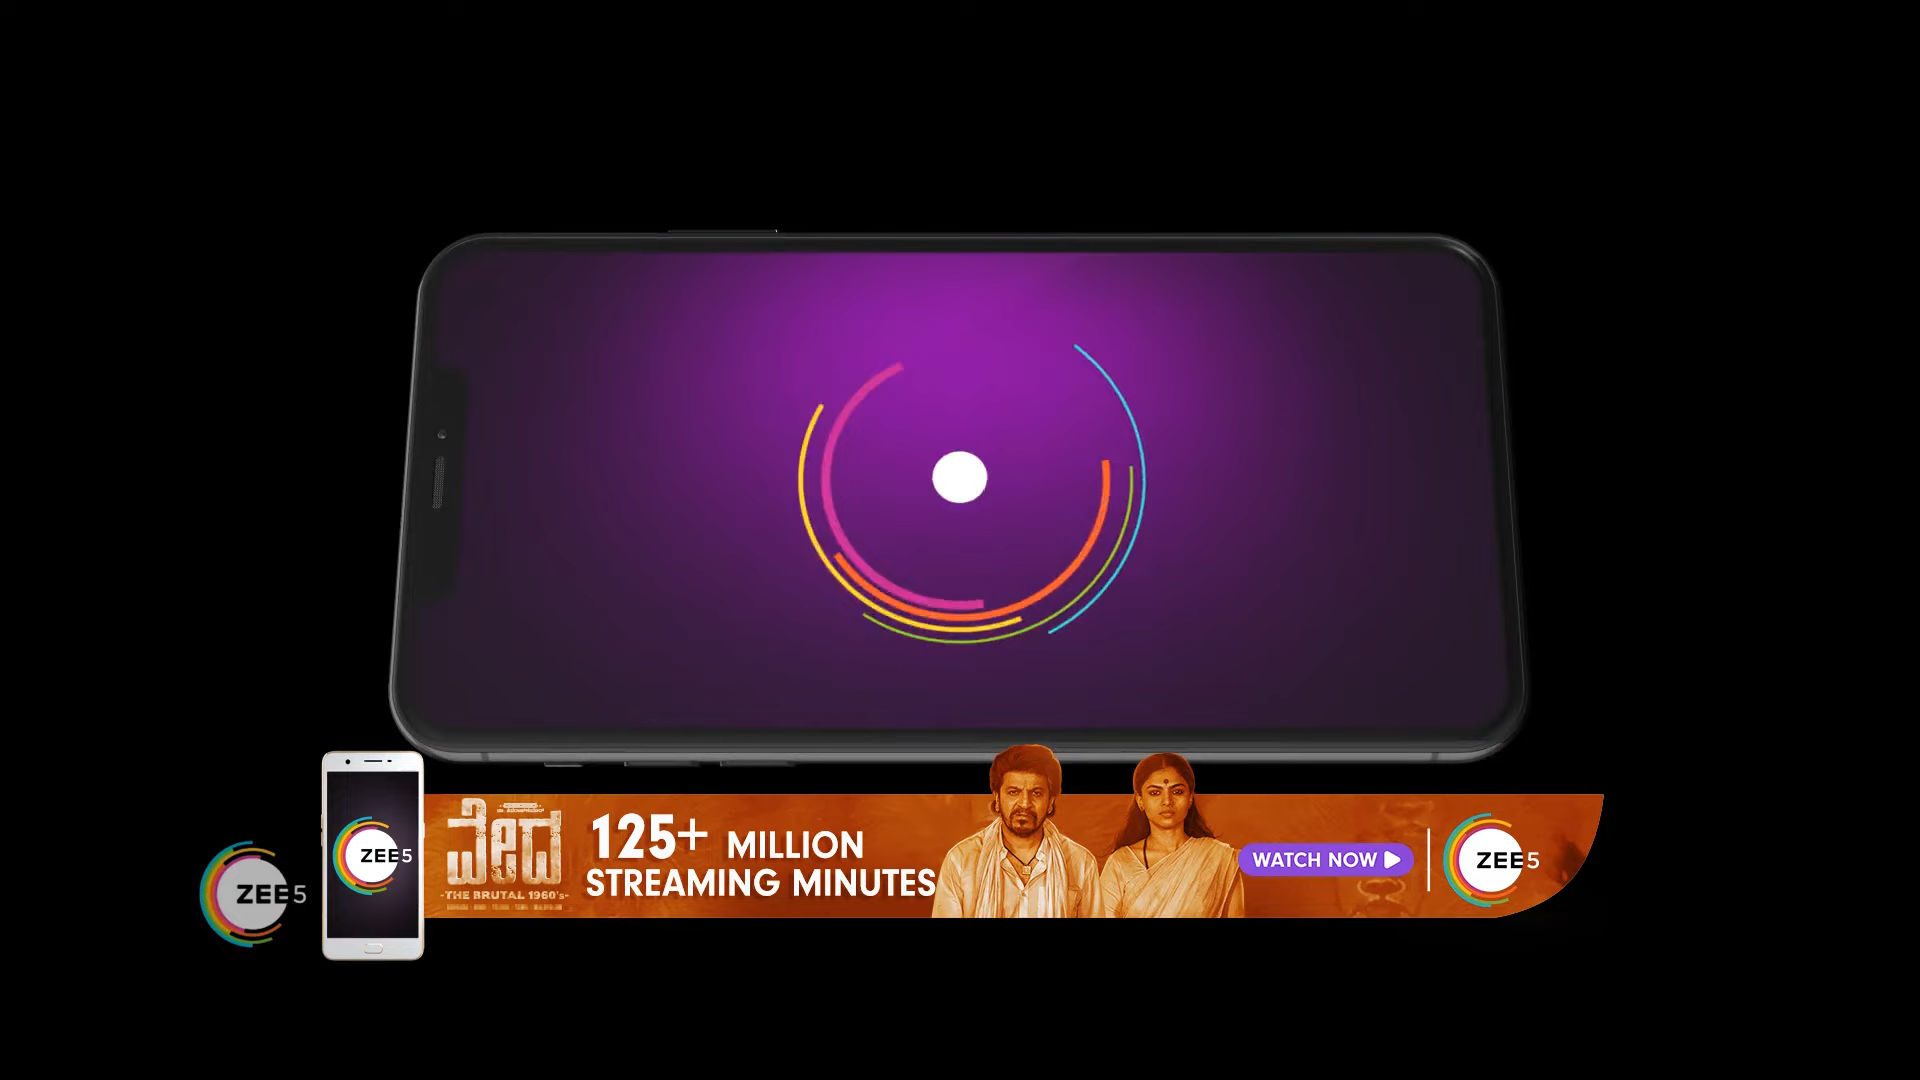 ZEE5
ZEE5
ವೇದ
-THE BRUTAL 1960's-
125+ MILLION
STREAMING MINUTES
WATCH NOW
ZEE5